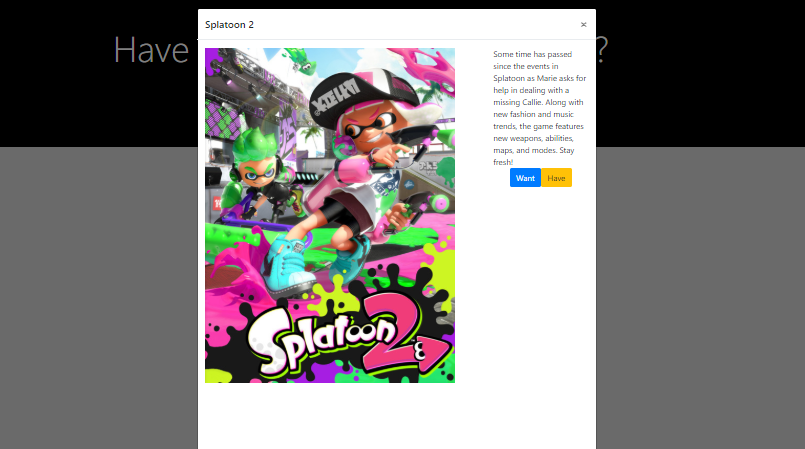 Splatoon 2
×
Have
?
Some time has passed
since the events in
Splatoon as Marie asks for
help in dealing with a
missing Callie. Along with
new fashion and music
trends, the game features
new weapons, abilities,
maps, and modes. Stay
fresh!
Want Have
Splatoon 2